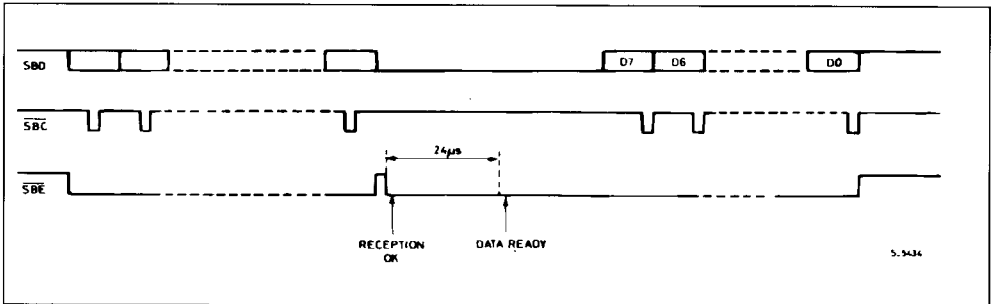 SBD
D7
D6
D0
SBC
24µs
SBE
RECEPTION
OK
DATA READY
S-5434